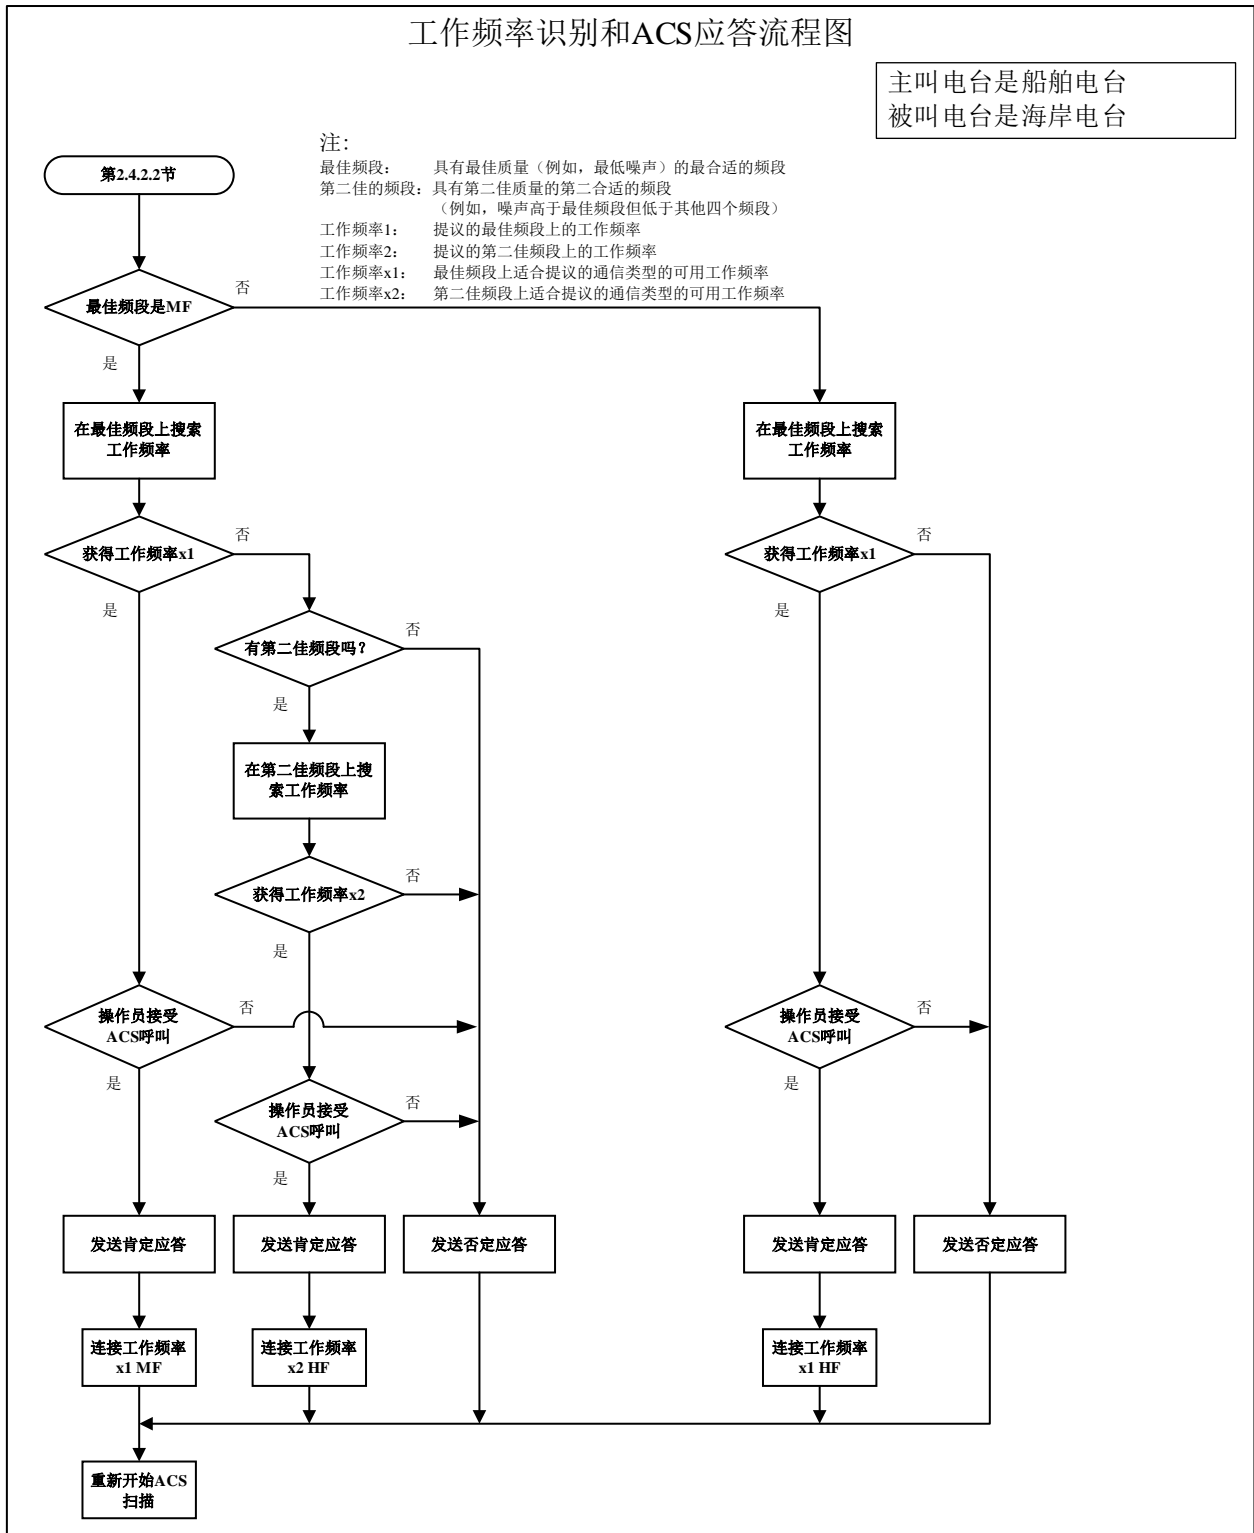 工作频率识别和ACS应答流程图
主叫电台是船舶电台
被叫电台是海岸电台
注:
最佳频段: 具有最佳质量（例如，最低噪声）的最合适的频段
第二佳的频段: 具有第二佳质量的第二合适的频段
（例如，噪声高于最佳频段但低于其他四个频段）
工作频率1: 提议的最佳频段上的工作频率
工作频率2: 提议的第二佳频段上的工作频率
工作频率x1: 最佳频段上适合提议的通信类型的可用工作频率
工作频率x2: 第二佳频段上适合提议的通信类型的可用工作频率
第2.4.2.2节
最佳频段是MF
否
是
在最佳频段上搜索
工作频率
在最佳频段上搜索
工作频率
获得工作频率x1
否
是
获得工作频率x1
否
是
有第二佳频段吗?
否
是
在第二佳频段上搜
索工作频率
获得工作频率x2
否
是
操作员接受
ACS呼叫
否
是
操作员接受
ACS呼叫
否
是
操作员接受
ACS呼叫
否
是
发送肯定应答
发送肯定应答
发送否定应答
发送肯定应答
发送否定应答
连接工作频率
x1 MF
连接工作频率
x2 HF
连接工作频率
x1 HF
重新开始ACS
扫描